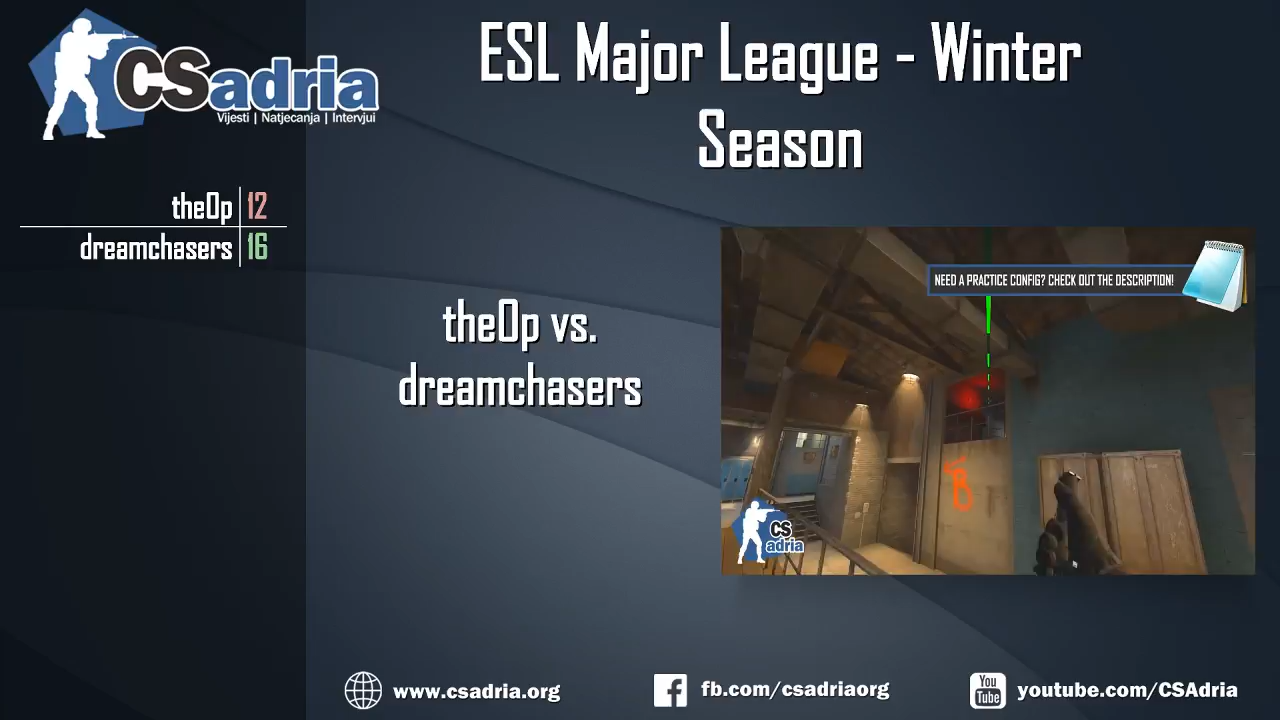 CSadria
Vijesti | Natjecanja | Intervjui
ESL Major League - Winter
Season
theOp 12
dreamchasers 16
theOp vs.
dreamchasers
NEED A PRACTICE CONFIG? CHECK OUT THE DESCRIPTION!
B
CS
adria
www.csadria.org
fb.com/csadriaorg
You
Tube
youtube.com/CSAdria